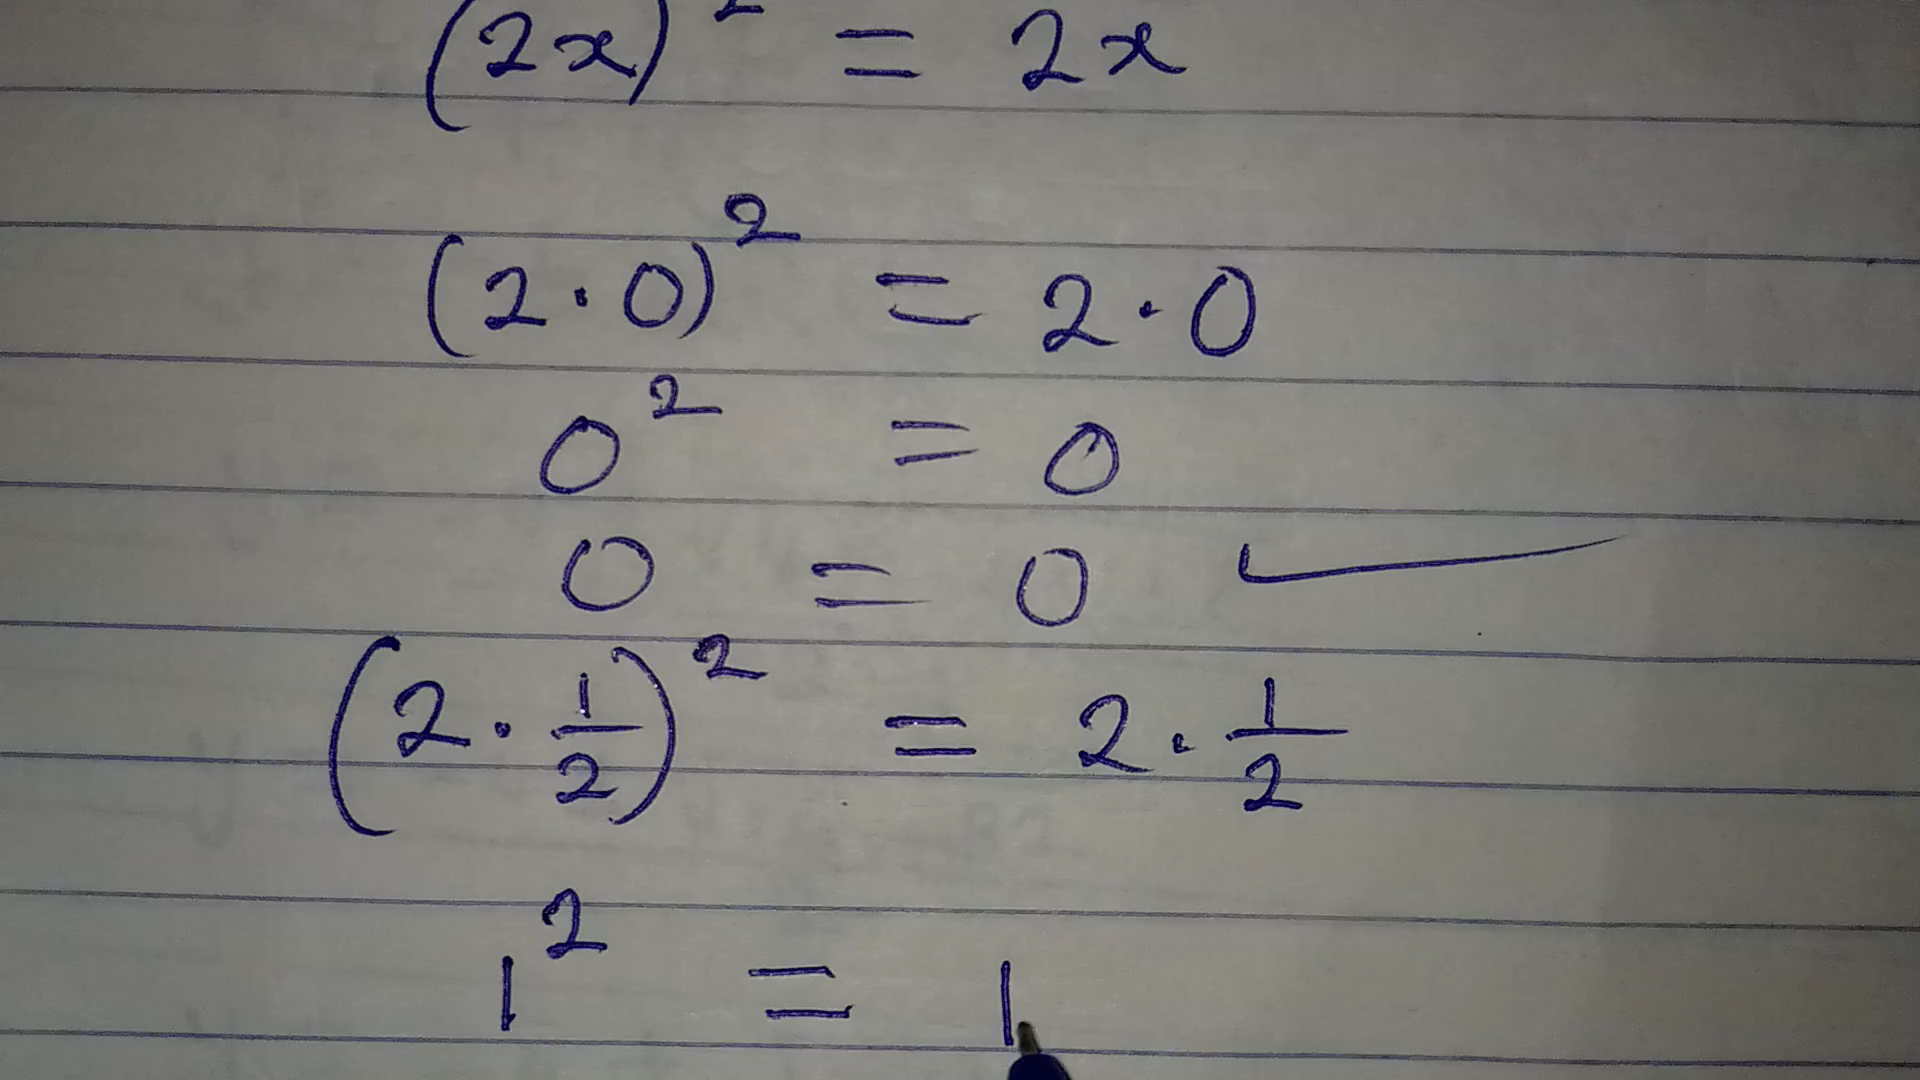 (2x)² = 2x
(2·0)² = 2·0
0² = 0
0 = 0 ✓
(2·1/2)² = 2·1/2
1² = 1